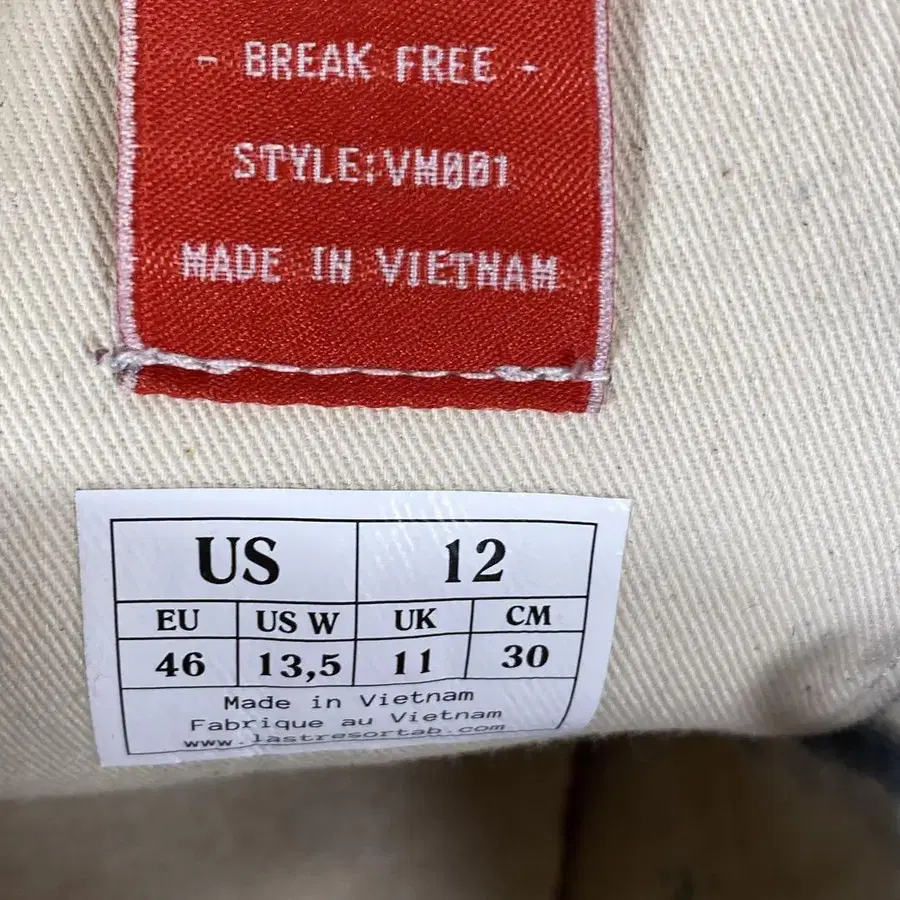 - BREAK FREE -
STYLE:VM001
MADE IN VIETNAM
US 12
EU US W UK CM
46 13,5 11 30
Made in Vietnam
Fabrique au Vietnam
www.lastresortab.com